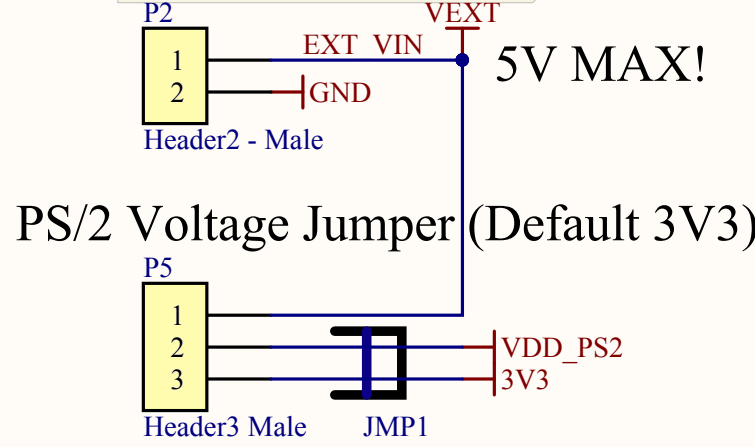 P2
VEXT
EXT_VIN
1
5V MAX!
2
GND
Header2 - Male
PS/2 Voltage Jumper (Default 3V3)
P5
1
2
VDD_PS2
3
3V3
Header3 Male
JMP1